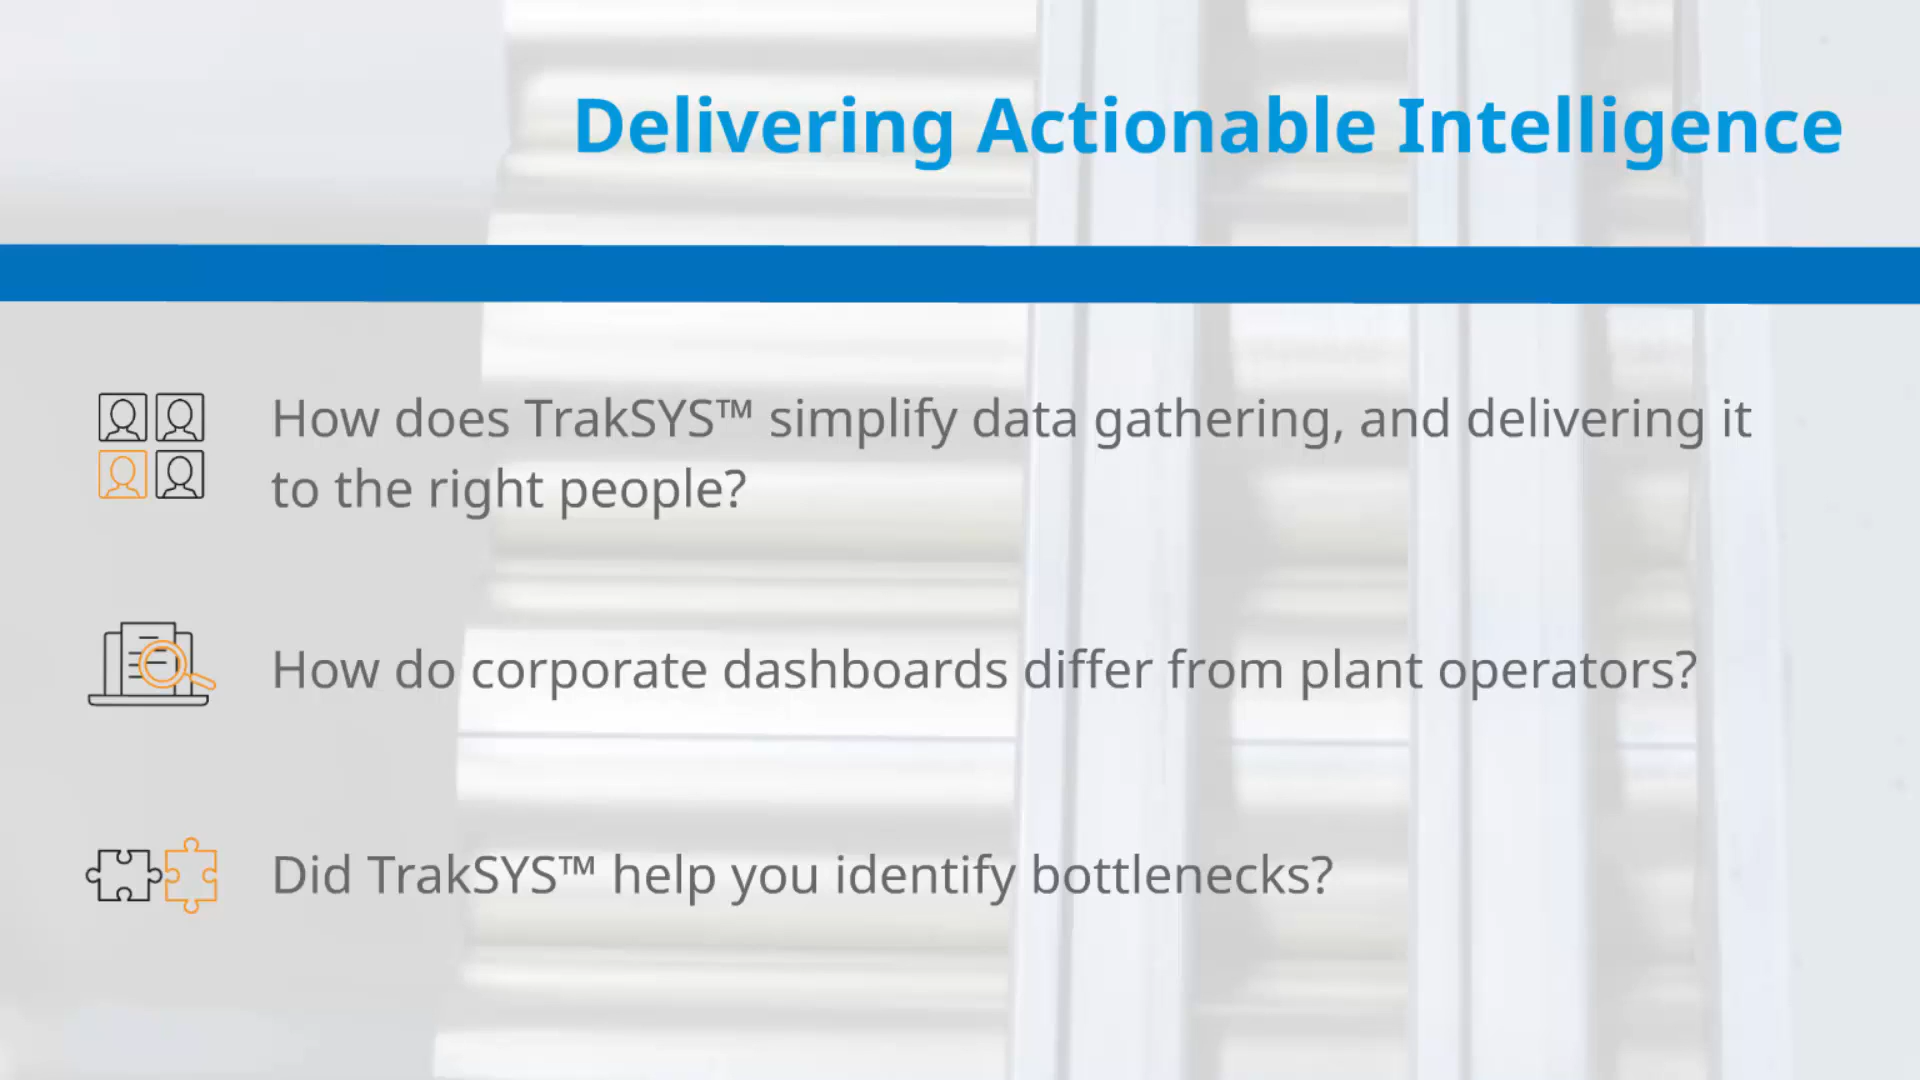 Delivering Actionable Intelligence
How does TrakSYS™ simplify data gathering, and delivering it
to the right people?
How do corporate dashboards differ from plant operators?
Did TrakSYS™ help you identify bottlenecks?